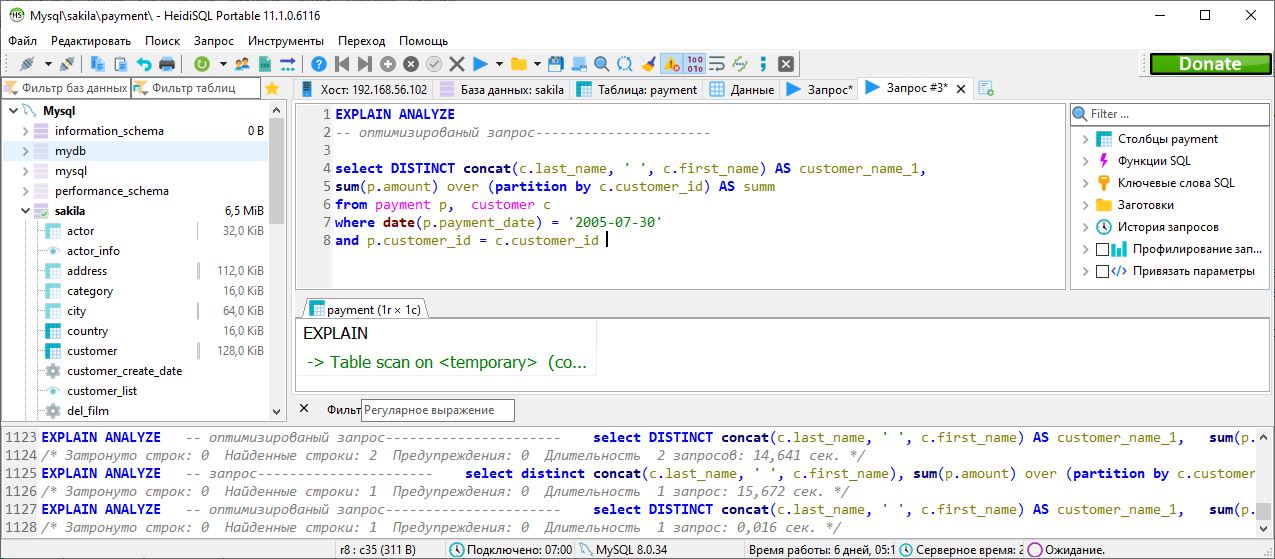 Mysql\sakila\payment\ - HeidiSQL Portable 11.1.0.6116
Файл Редактировать Поиск Запрос Инструменты Переход Помощь
Donate
Фильтр баз данных Фильтр таблиц
Хост: 192.168.56.102 База данных: sakila Таблица: payment Данные Запрос* Запрос #3*
Mysql
information_schema 0 B
mydb
mysql
performance_schema
sakila 6,5 MiB
actor 32,0 KiB
actor_info
address 112,0 KiB
category 16,0 KiB
city 64,0 KiB
country 16,0 KiB
customer 128,0 KiB
customer_create_date
customer_list
del_film
1 EXPLAIN ANALYZE
2 -- оптимизированый запрос----------------------
3
4 select DISTINCT concat(c.last_name, ' ', c.first_name) AS customer_name_1,
5 sum(p.amount) over (partition by c.customer_id) AS summ
6 from payment p,  customer c
7 where date(p.payment_date) = '2005-07-30'
8 and p.customer_id = c.customer_id
Filter ...
Столбцы payment
Функции SQL
Ключевые слова SQL
Заготовки
История запросов
Профилирование зап...
Привязать параметры
payment (1r × 1c)
EXPLAIN
-> Table scan on <temporary>  (co...
Фильт Регулярное выражение
1123 EXPLAIN ANALYZE   -- оптимизированый запрос----------------------    select DISTINCT concat(c.last_name, ' ', c.first_name) AS customer_name_1,   sum(p.
1124 /* Затронуто строк: 0  Найденные строки: 2  Предупреждения: 0  Длительность  2 запросов: 14,641 сек. */
1125 EXPLAIN ANALYZE   -- запрос----------------------    select distinct concat(c.last_name, ' ', c.first_name), sum(p.amount) over (partition by c.customer
1126 /* Затронуто строк: 0  Найденные строки: 1  Предупреждения: 0  Длительность  1 запрос: 15,672 сек. */
1127 EXPLAIN ANALYZE   -- оптимизированый запрос----------------------    select DISTINCT concat(c.last_name, ' ', c.first_name) AS customer_name_1,   sum(p.
1128 /* Затронуто строк: 0  Найденные строки: 1  Предупреждения: 0  Длительность  1 запрос: 0,016 сек. */
r8 : c35 (311 B) Подключено: 07:00 MySQL 8.0.34 Время работы: 6 дней, 05:1 Серверное время: 2 Ожидание.